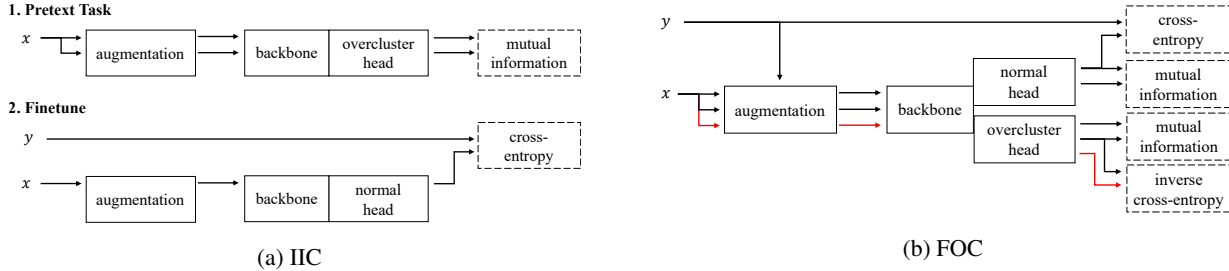 1. Pretext Task
x
augmentation
backbone
overcluster
head
mutual
information
2. Finetune
y
cross-
entropy
x
augmentation
backbone
normal
head
(a) IIC
y
cross-
entropy
normal
head
mutual
information
x
augmentation
backbone
overcluster
head
mutual
information
inverse
cross-entropy
(b) FOC